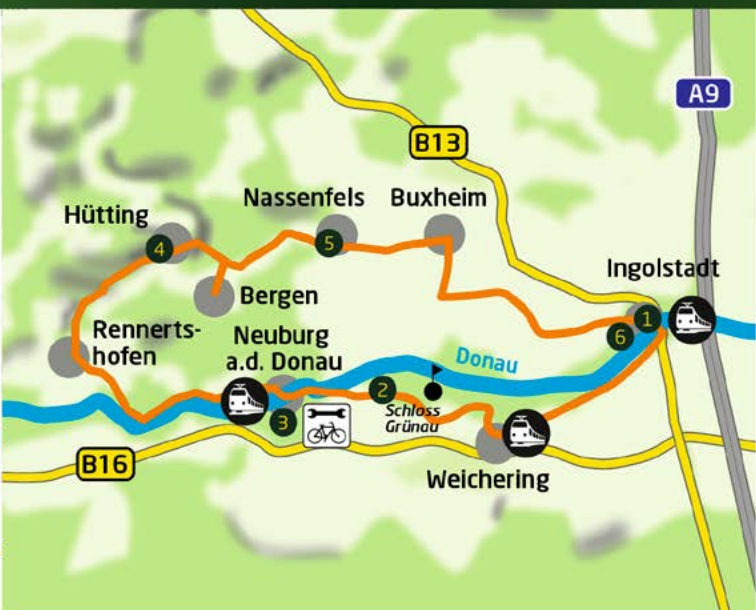 A9
B13
Nassenfels
Buxheim
Hütting
4
5
Ingolstadt
Bergen
1
6
Rennerts-
hofen
Neuburg
a.d. Donau
Donau
2
Schloss
Grünau
3
B16
Weichering